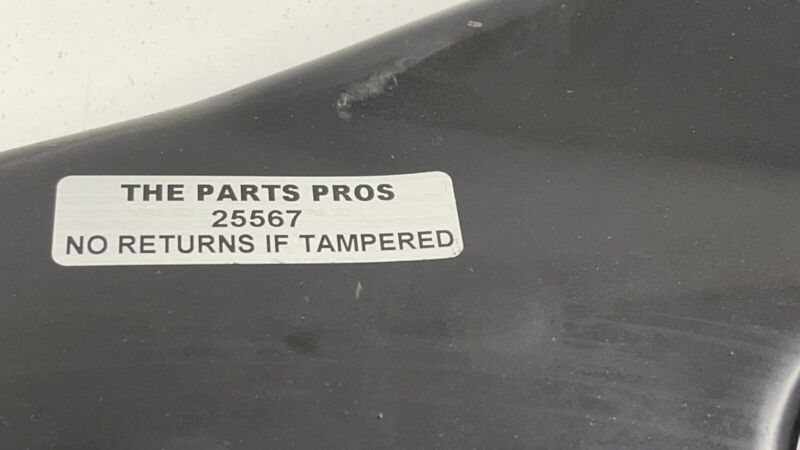 THE PARTS PROS
25567
NO RETURNS IF TAMPERED